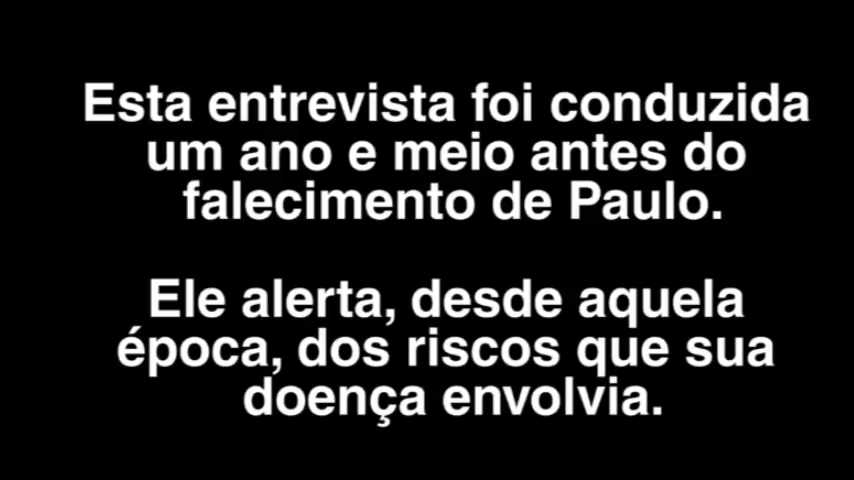 Esta entrevista foi conduzida
um ano e meio antes do
falecimento de Paulo.
Ele alerta, desde aquela
época, dos riscos que sua
doença envolvia.